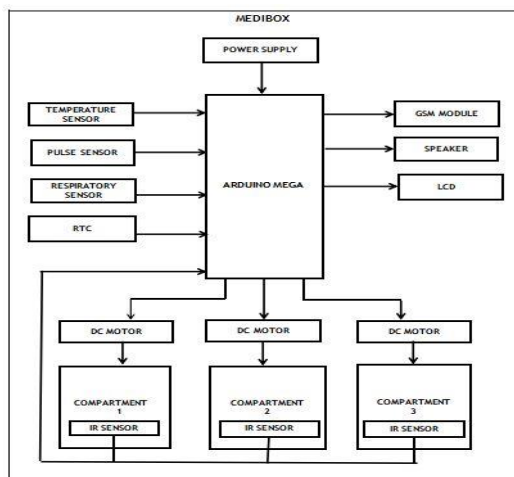 MEDIBOX
POWER SUPPLY
TEMPERATURE
SENSOR
PULSE SENSOR
RESPIRATORY
SENSOR
RTC
ARDUINO MEGA
GSM MODULE
SPEAKER
LCD
DC MOTOR
DC MOTOR
DC MOTOR
COMPARTMENT
1
IR SENSOR
COMPARTMENT
2
IR SENSOR
COMPARTMENT
3
IR SENSOR